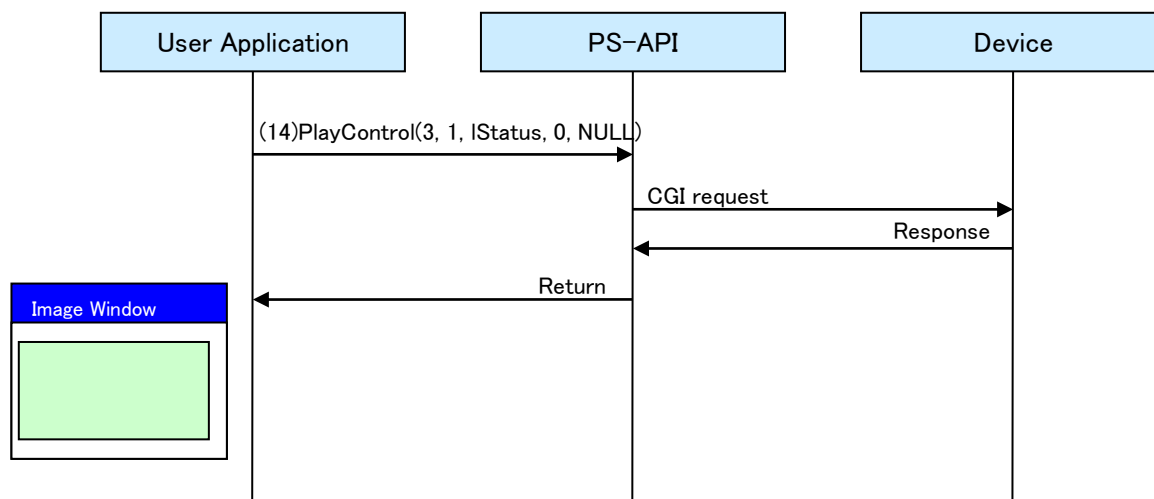 User Application
PS-API
Device
(14)PlayControl(3, 1, lStatus, 0, NULL)
CGI request
Response
Return
Image Window